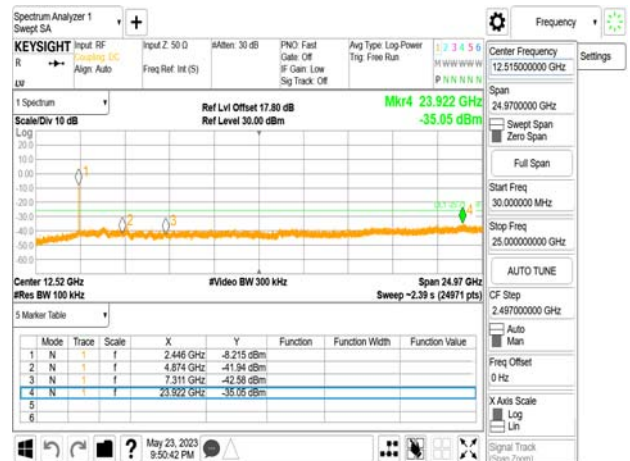 Spectrum Analyzer 1
Swept SA
+
Frequency
KEYSIGHT
Input: RF
Coupling: DC
Align: Auto
Input Z: 50 Ω
Freq Ref: Int (S)
#Atten: 30 dB
PNO: Fast
Gate: Off
IF Gain: Low
Sig Track: Off
Avg Type: Log-Power
Trig: Free Run
1 2 3 4 5 6
M W W W W W
P N N N N N
R
LXI
1 Spectrum
Scale/Div 10 dB
Ref Lvl Offset 17.80 dB
Ref Level 30.00 dBm
Mkr4 23.922 GHz
-35.05 dBm
Log
20.0
10.0
0.00
-10.0
-20.0
-30.0
-40.0
-50.0
-60.0
1
2
3
4
Center 12.52 GHz
#Video BW 300 kHz
Span 24.97 GHz
#Res BW 100 kHz
Sweep ~2.39 s (24971 pts)
5 Marker Table
Mode Trace Scale X Y Function Function Width Function Value
1 N 1 f 2.446 GHz -8.215 dBm
2 N 1 f 4.874 GHz -41.94 dBm
3 N 1 f 7.311 GHz -42.58 dBm
4 N 1 f 23.922 GHz -35.05 dBm
5
6
?
May 23, 2023
9:50:42 PM
Center Frequency
12.515000000 GHz
Settings
Span
24.9700000 GHz
Swept Span
Zero Span
Full Span
Start Freq
30.000000 MHz
Stop Freq
25.000000000 GHz
AUTO TUNE
CF Step
2.497000000 GHz
Auto
Man
Freq Offset
0 Hz
X Axis Scale
Log
Lin
Signal Track
(Span Zoom)